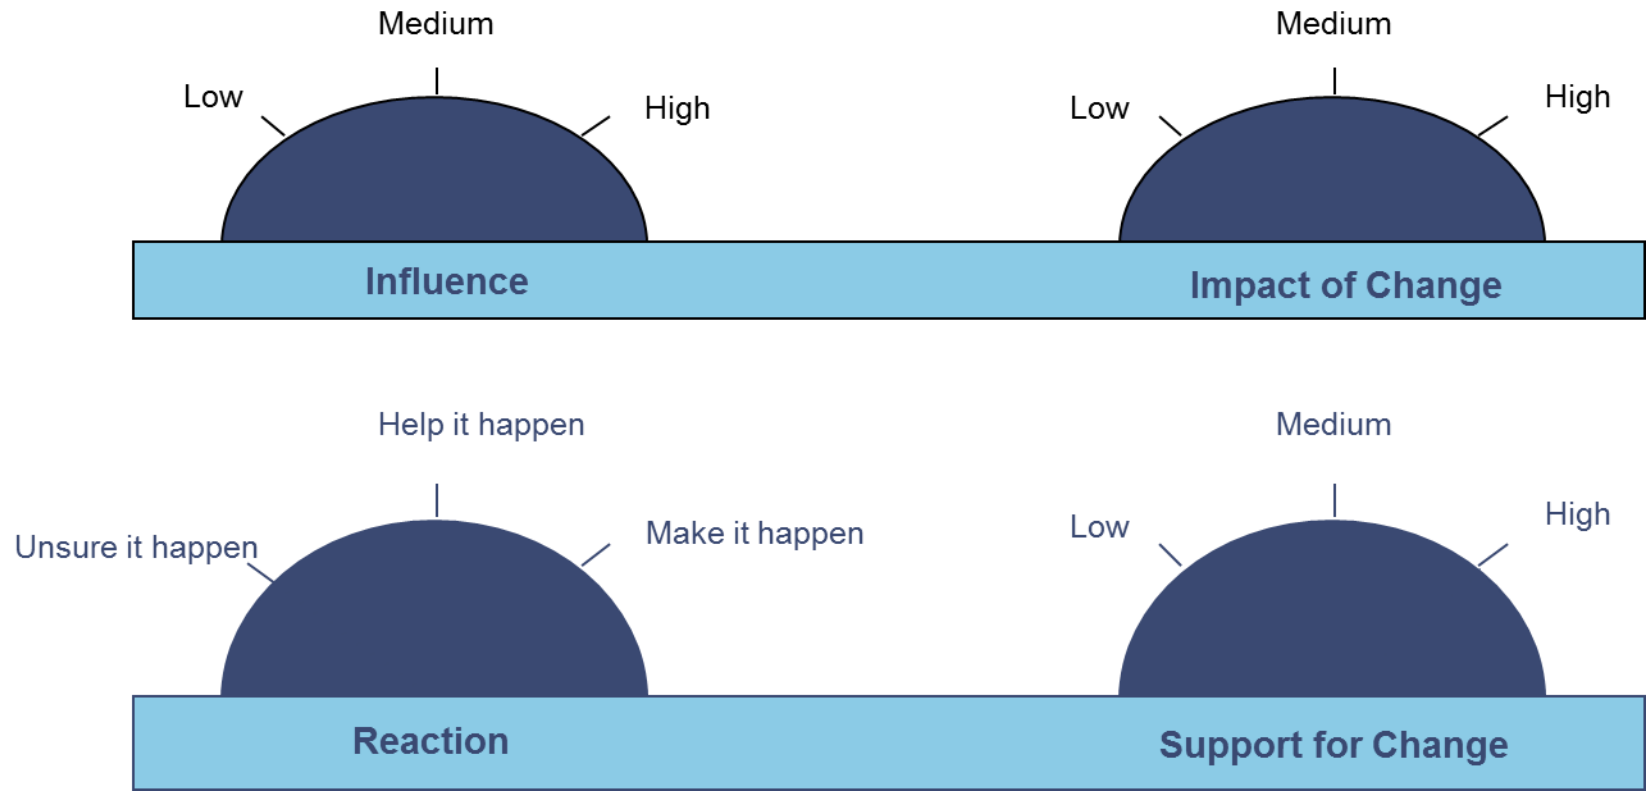 Medium
Low
High
Influence
Medium
Low
High
Impact of Change
Help it happen
Unsure it happen
Make it happen
Reaction
Medium
Low
High
Support for Change